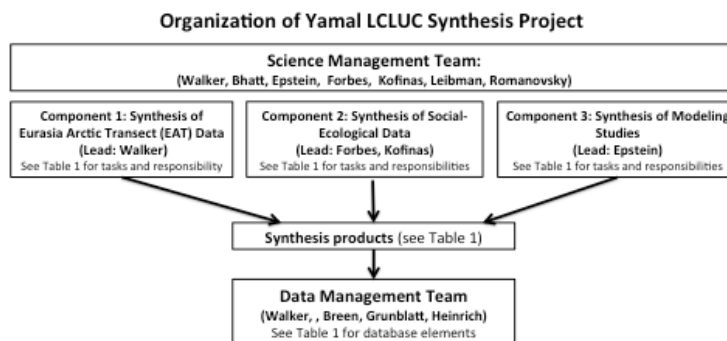 Organization of Yamal LCLUC Synthesis Project
Science Management Team:
(Walker, Bhatt, Epstein, Forbes, Kofinas, Leibman, Romanovsky)
Component 1: Synthesis of
Eurasia Arctic Transect (EAT) Data
(Lead: Walker)
See Table 1 for tasks and responsibility
Component 2: Synthesis of Social-
Ecological Data
(Lead: Forbes, Kofinas)
See Table 1 for tasks and responsibilities
Component 3: Synthesis of Modeling
Studies
(Lead: Epstein)
See Table 1 for tasks and responsibilities
Synthesis products (see Table 1)
Data Management Team
(Walker, , Breen, Grunblatt, Heinrich)
See Table 1 for database elements